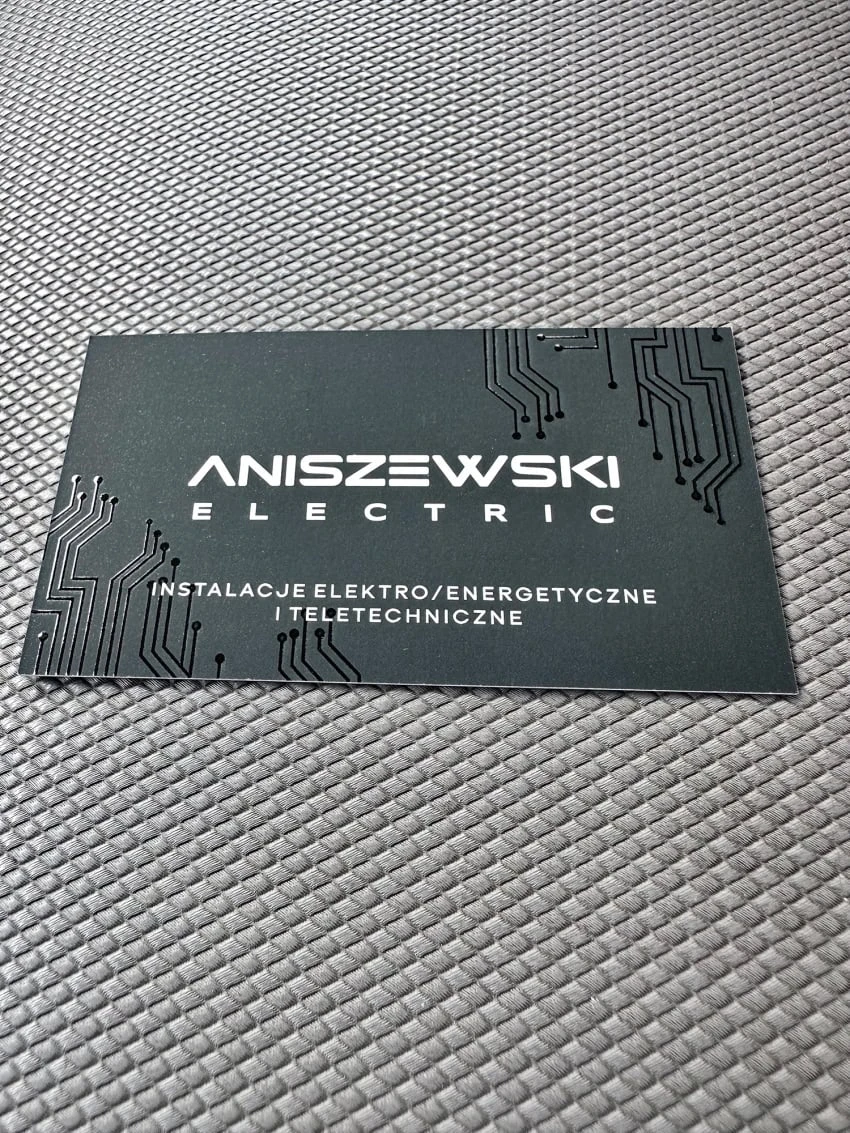 ANISZEWSKI
ELECTRIC
INSTALACJE ELEKTRO/ENERGETYCZNE
I TELETECHNICZNE